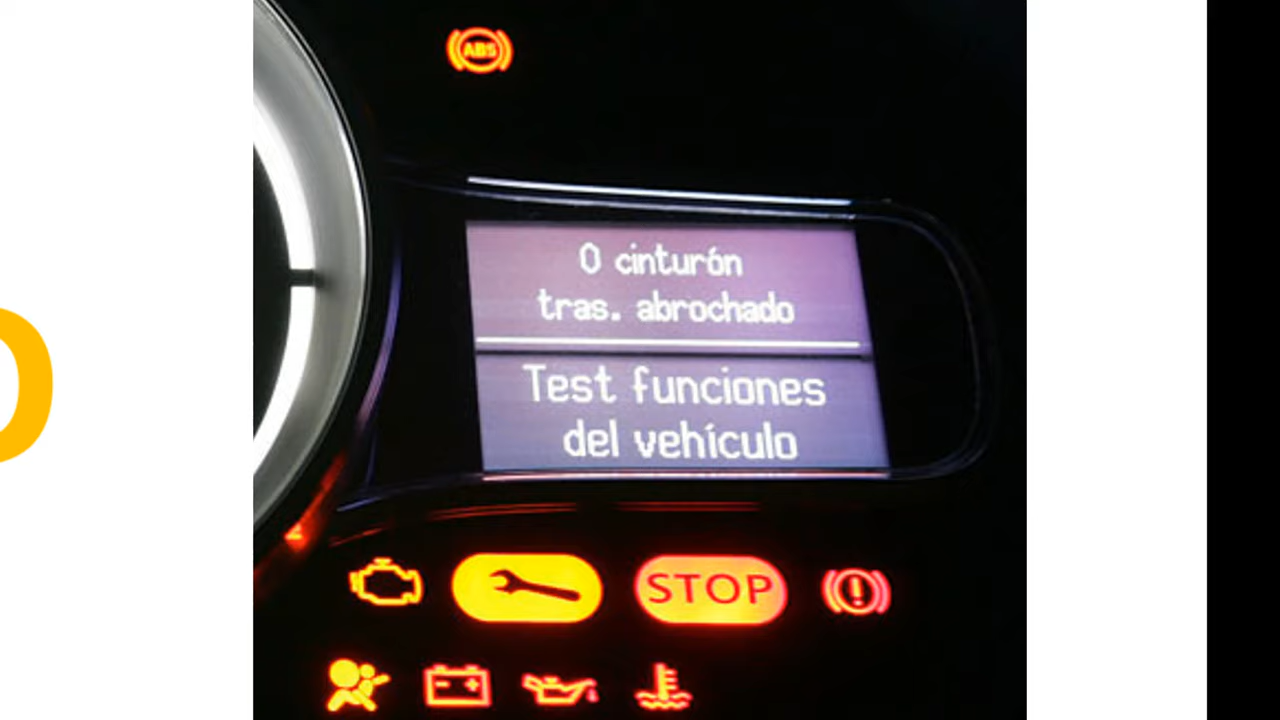 ABS
0 cinturón
tras. abrochado
Test funciones
del vehículo
STOP